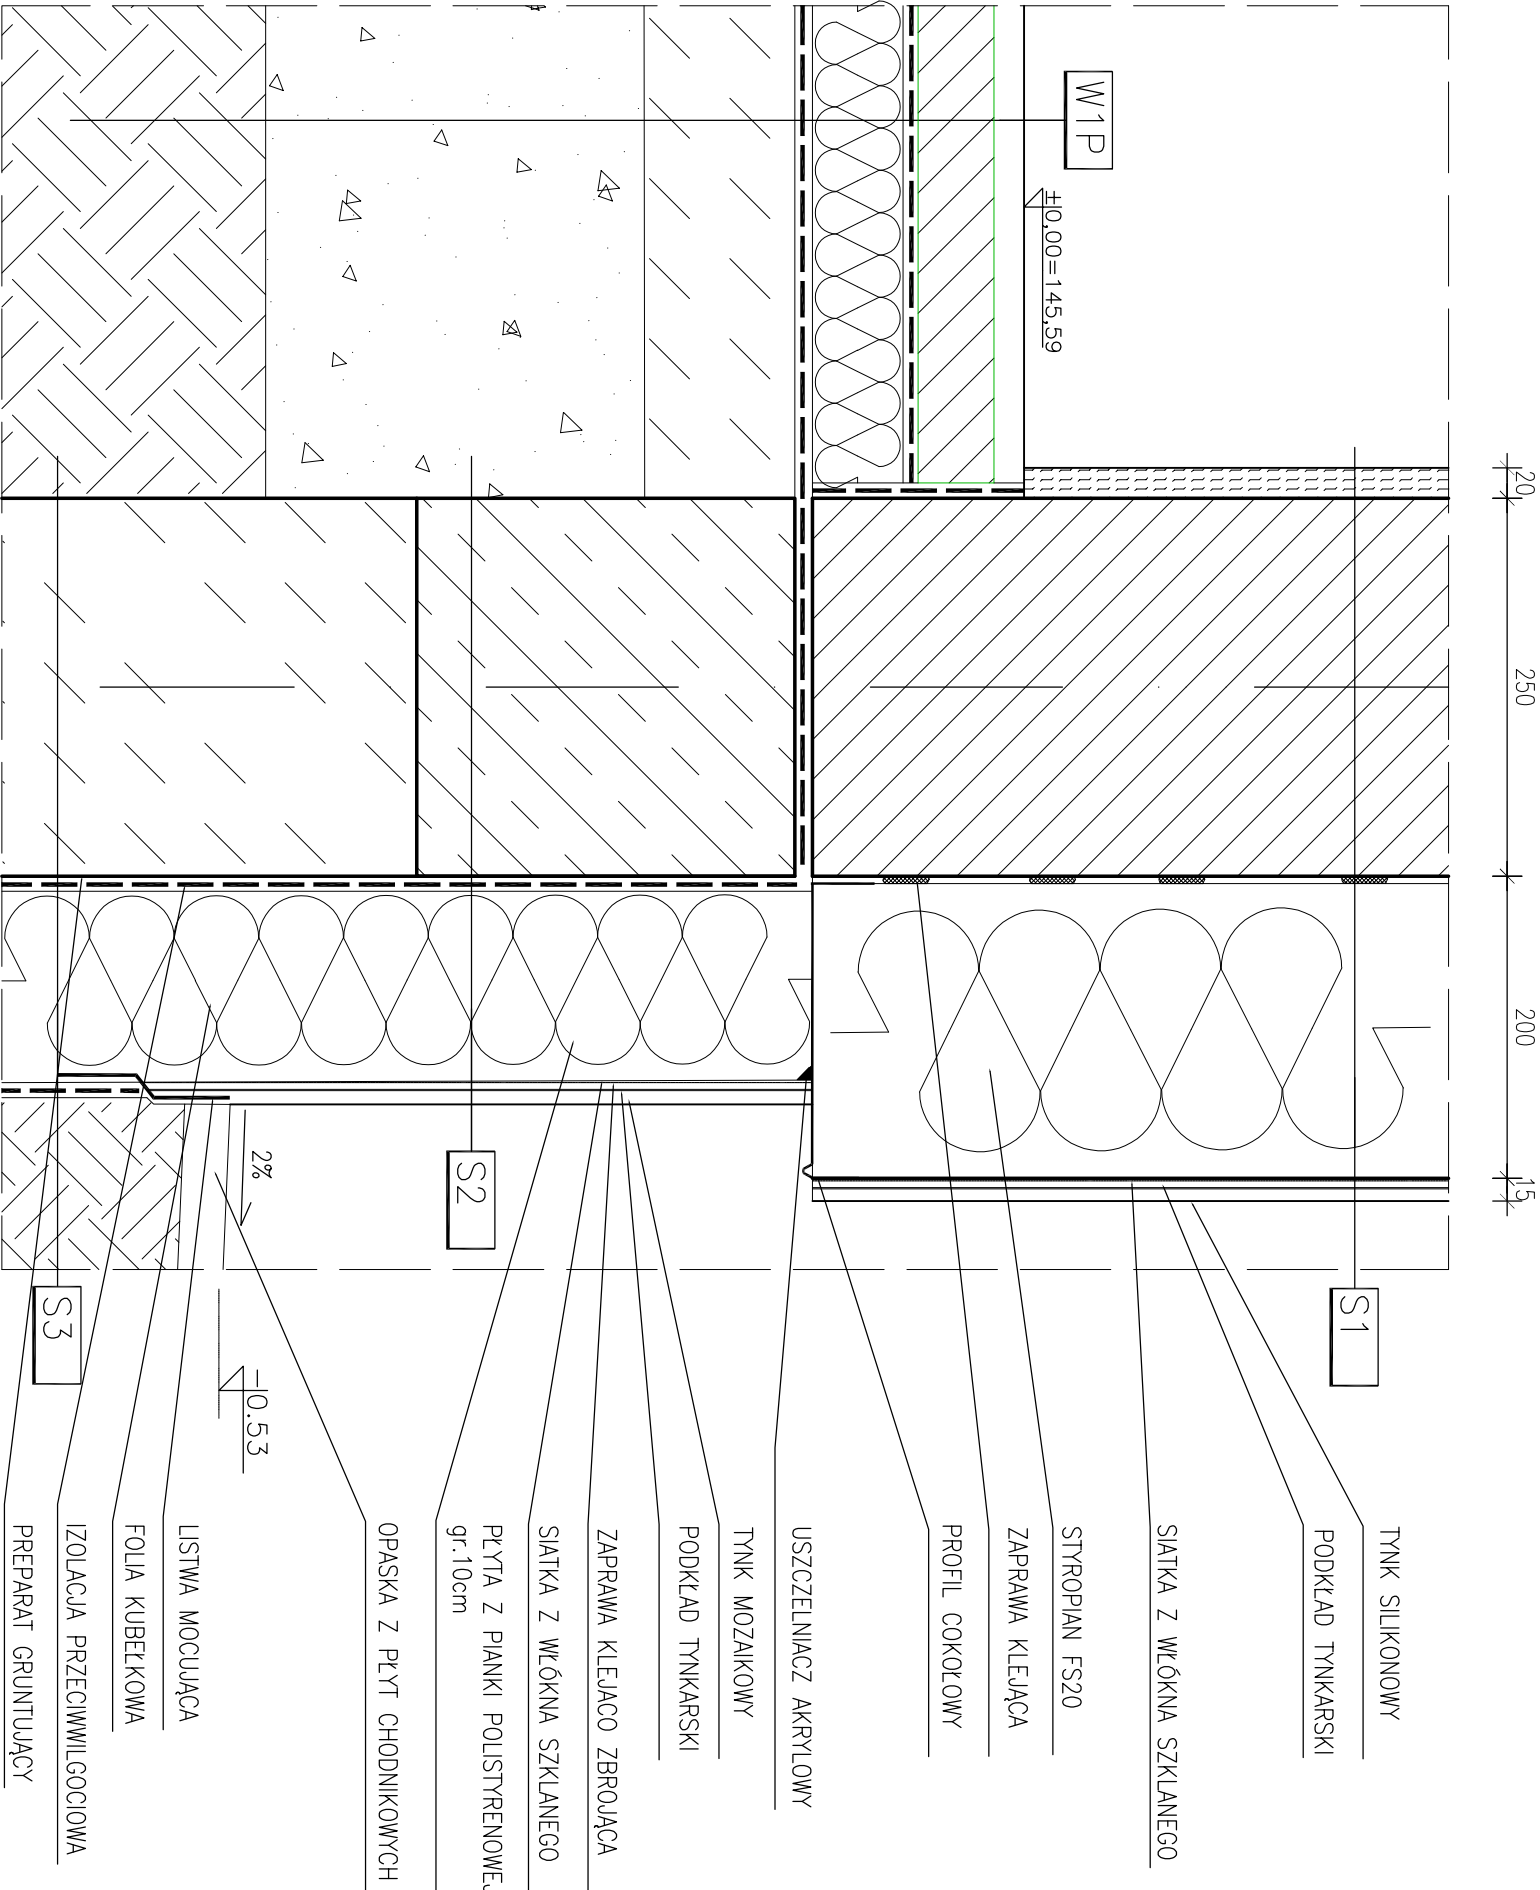 20
250
200
15
W1P
±0,00=145,59
S1
TYNK SILIKONOWY
PODKŁAD TYNKARSKI
SIATKA Z WŁÓKNA SZKLANEGO
STYROPIAN FS20
ZAPRAWA KLEJĄCA
PROFIL COKOŁOWY
USZCZELNIACZ AKRYLOWY
TYNK MOZAIKOWY
PODKŁAD TYNKARSKI
ZAPRAWA KLEJACO ZBROJĄCA
SIATKA Z WŁÓKNA SZKLANEGO
PŁYTA Z PIANKI POLISTYRENOWEJ
gr.10cm
S2
OPASKA Z PŁYT CHODNIKOWYCH
2%
-0.53
LISTWA MOCUJĄCA
FOLIA KUBEŁKOWA
IZOLACJA PRZECIWWILGOCIOWA
PREPARAT GRUNTUJĄCY
S3